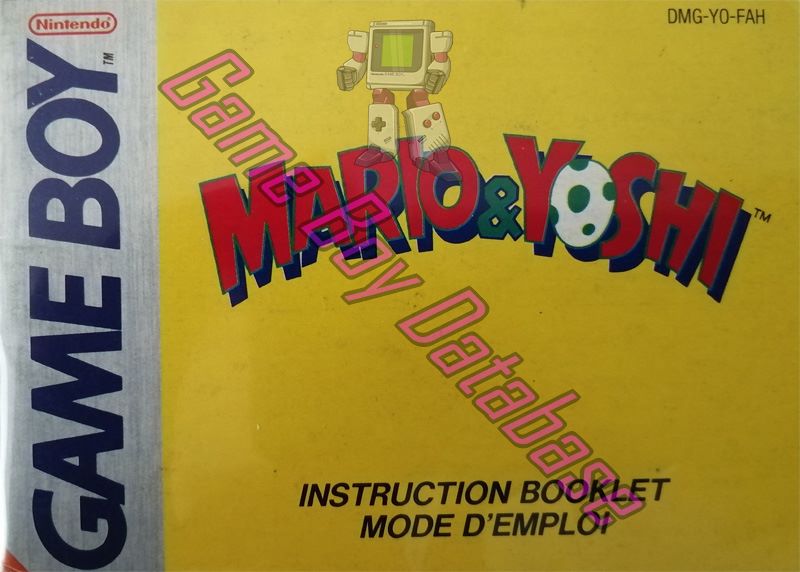 Nintendo
GAME BOY™
DMG-YO-FAH
MARIO & YOSHI™
Game Boy Database
INSTRUCTION BOOKLET
MODE D'EMPLOI